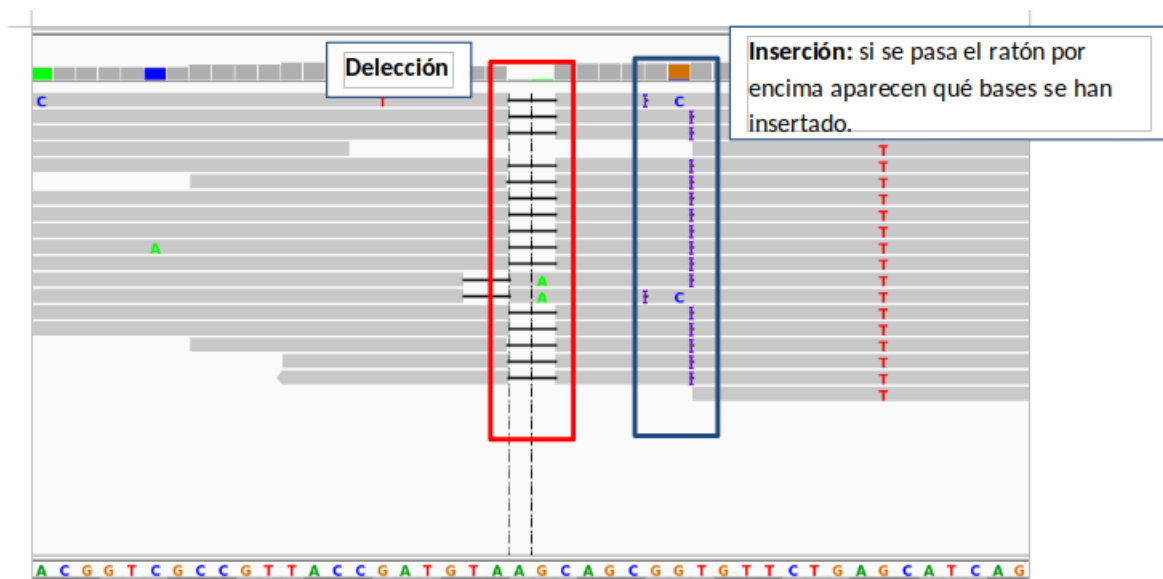 Delección
Inserción: si se pasa el ratón por
encima aparecen qué bases se han
insertado.
C T C
T
T
T
T
T
T
A T
T
A T
A C T
T
T
T
T
T
T
A C G G T C G C C G T T A C C G A T G T A A G C A G C G G T G T T C T G A G C A T C A G